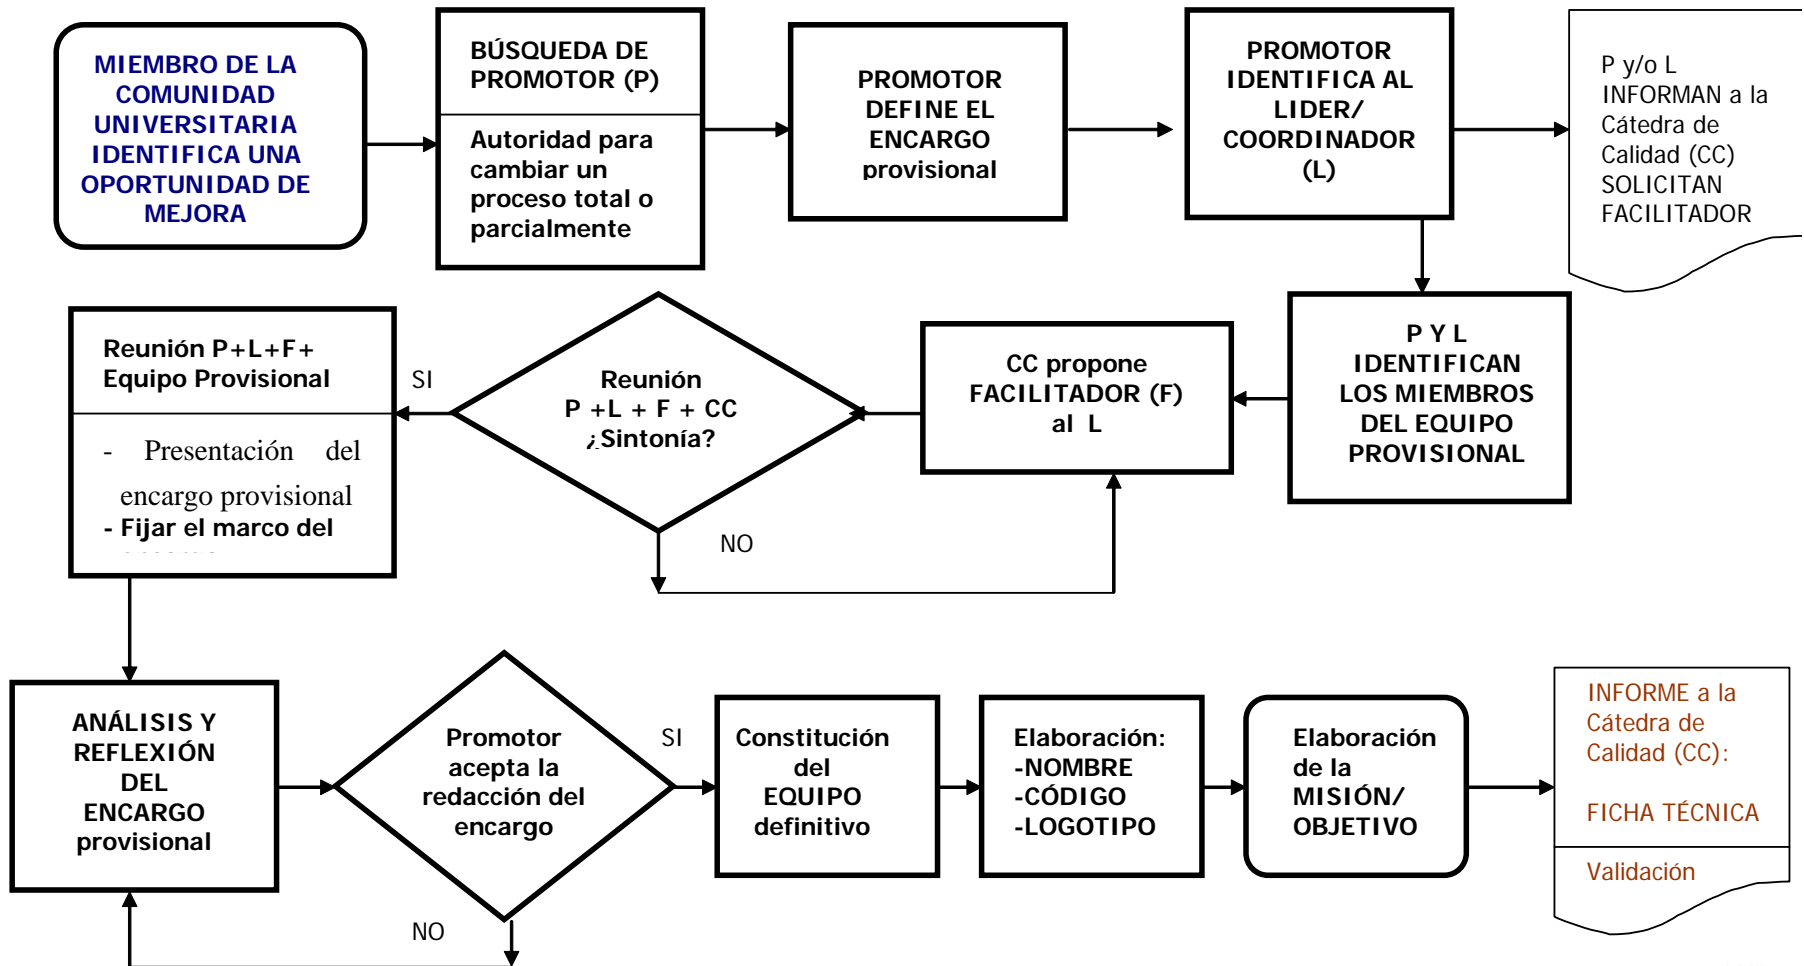 MIEMBRO DE LA
COMUNIDAD
UNIVERSITARIA
IDENTIFICA UNA
OPORTUNIDAD DE
MEJORA
BÚSQUEDA DE
PROMOTOR (P)
Autoridad para
cambiar un
proceso total o
parcialmente
PROMOTOR
DEFINE EL
ENCARGO
provisional
PROMOTOR
IDENTIFICA AL
LIDER/
COORDINADOR
(L)
P y/o L
INFORMAN a la
Cátedra de
Calidad (CC)
SOLICITAN
FACILITADOR
Reunión P+L+F+
Equipo Provisional
- Presentación del
encargo provisional
- Fijar el marco del
SI
Reunión
P +L + F + CC
¿Sintonía?
NO
CC propone
FACILITADOR (F)
al L
P Y L
IDENTIFICAN
LOS MIEMBROS
DEL EQUIPO
PROVISIONAL
ANÁLISIS Y
REFLEXIÓN
DEL
ENCARGO
provisional
Promotor
acepta la
redacción del
encargo
SI
NO
Constitución
del
EQUIPO
definitivo
Elaboración:
-NOMBRE
-CÓDIGO
-LOGOTIPO
Elaboración
de la
MISIÓN/
OBJETIVO
INFORME a la
Cátedra de
Calidad (CC):
FICHA TÉCNICA
Validación